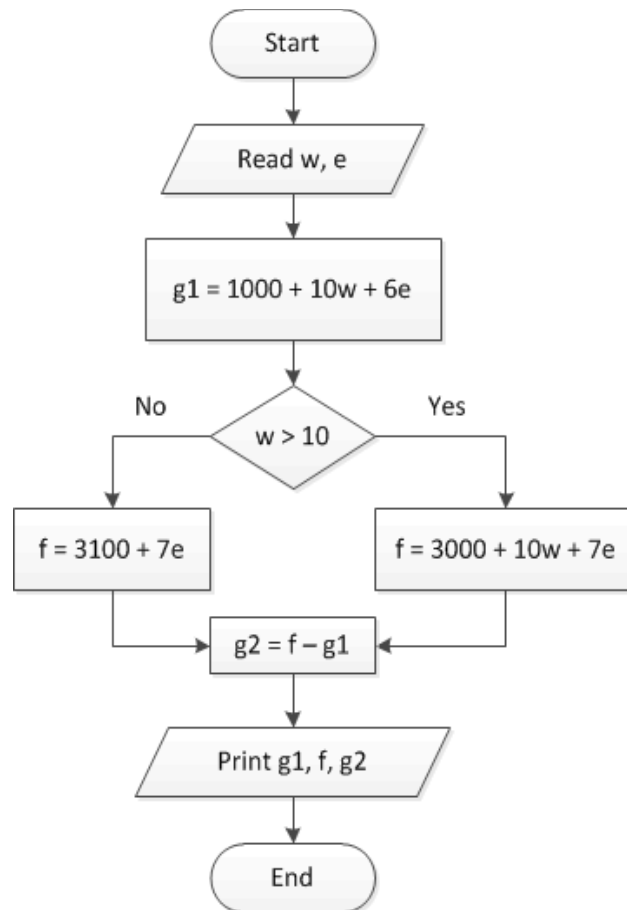 Start
Read w, e
g1 = 1000 + 10w + 6e
No
Yes
w > 10
f = 3100 + 7e
f = 3000 + 10w + 7e
g2 = f – g1
Print g1, f, g2
End